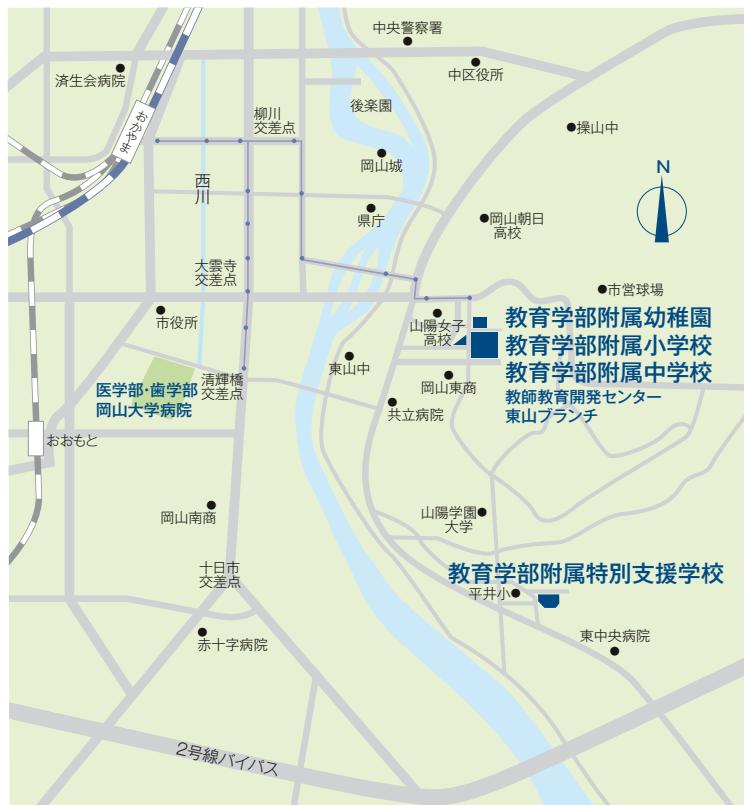 中央警察署
済生会病院
中区役所
後楽園
おかやま
柳川
交差点
操山中
岡山城
西川
N
県庁
岡山朝日
高校
大雲寺
交差点
市営球場
市役所
山陽女子
高校
教育学部附属幼稚園
教育学部附属小学校
教育学部附属中学校
教師教育開発センター
東山ブランチ
東山中
岡山東商
医学部・歯学部
岡山大学病院
清輝橋
交差点
共立病院
おおもと
岡山南商
山陽学園
大学
十日市
交差点
教育学部附属特別支援学校
平井小
赤十字病院
東中央病院
2号線バイパス